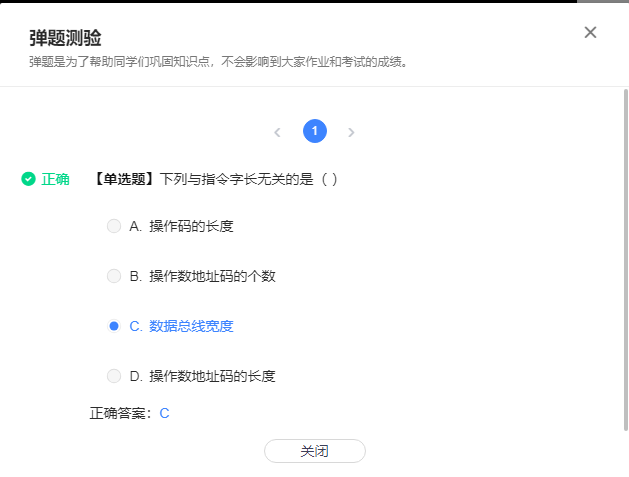 弹题测验
弹题是为了帮助同学们巩固知识点，不会影响到大家作业和考试的成绩。
1
正确 【单选题】下列与指令字长无关的是（ ）
A. 操作码的长度
B. 操作数地址码的个数
C. 数据总线宽度
D. 操作数地址码的长度
正确答案：C
关闭